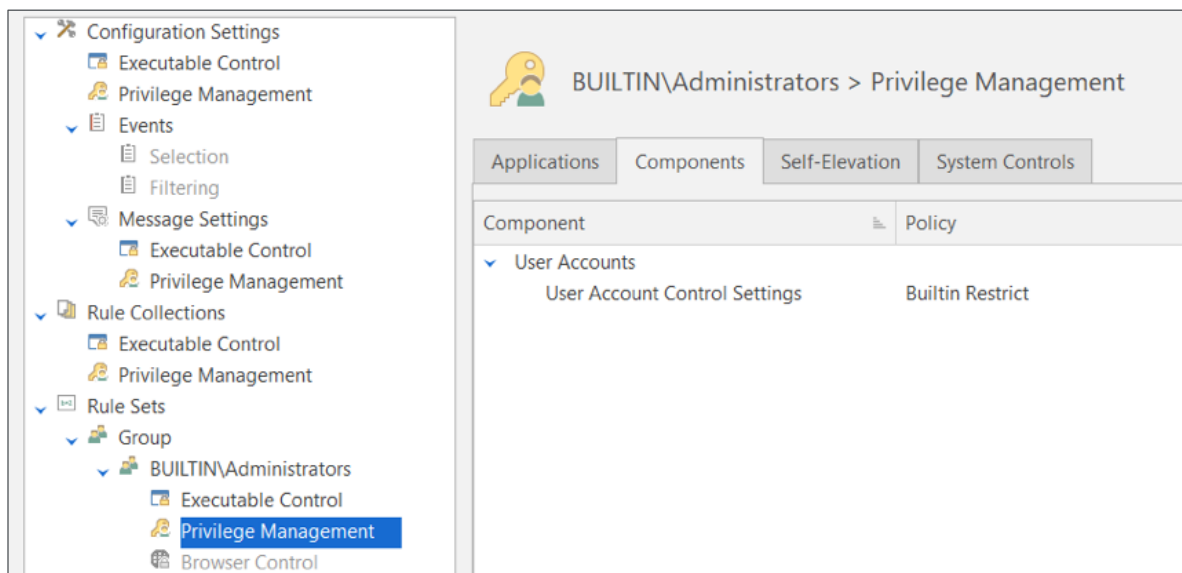 Configuration Settings
Executable Control
Privilege Management
Events
Selection
Filtering
Message Settings
Executable Control
Privilege Management
Rule Collections
Executable Control
Privilege Management
Rule Sets
Group
BUILTIN\Administrators
Executable Control
Privilege Management
Browser Control
BUILTIN\Administrators > Privilege Management
Applications Components Self-Elevation System Controls
Component Policy
User Accounts
User Account Control Settings Builtin Restrict